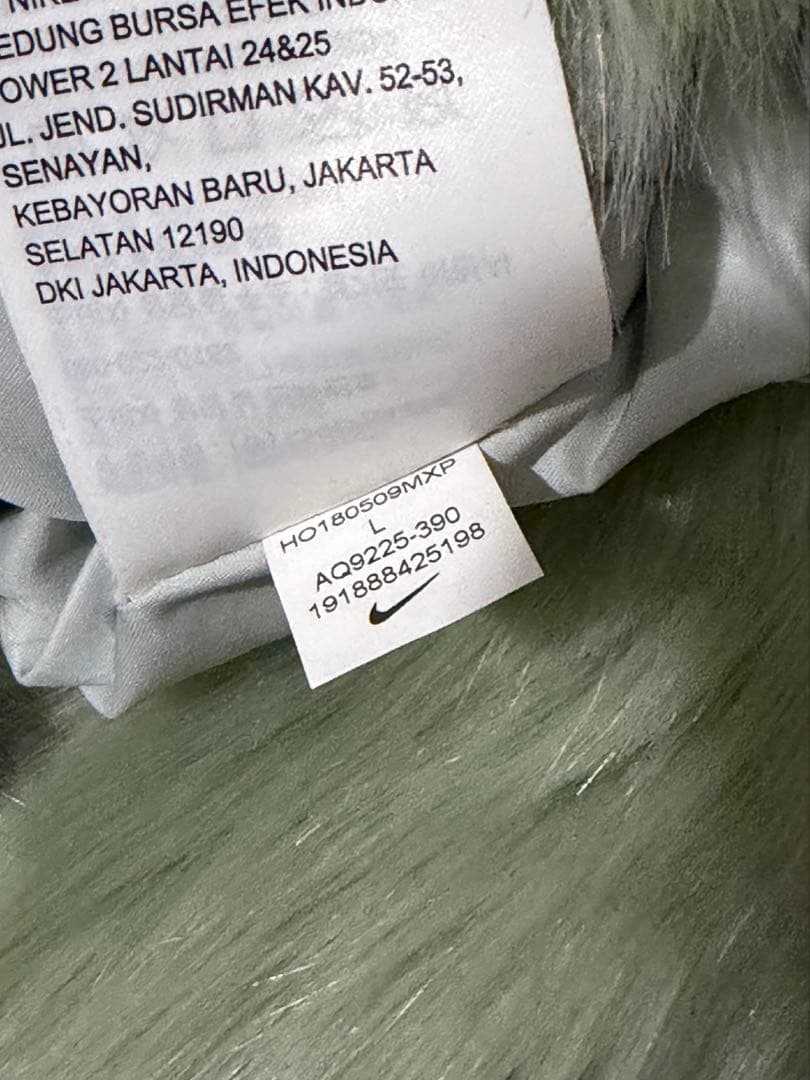 EDUNG BURSA EFEK
OWER 2 LANTAI 24&25
JL. JEND. SUDIRMAN KAV. 52-53,
SENAYAN,
KEBAYORAN BARU, JAKARTA
SELATAN 12190
DKI JAKARTA, INDONESIA
HO180509MXP
L
AQ9225-390
191888425198